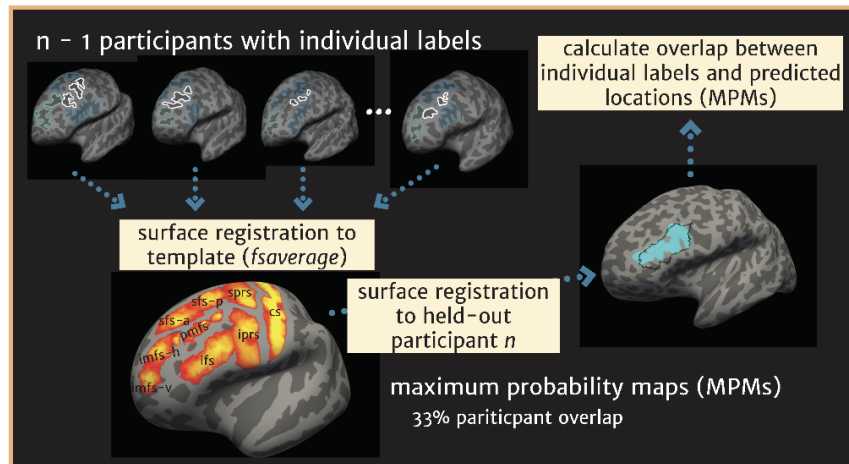 n - 1 participants with individual labels
calculate overlap between
individual labels and predicted
locations (MPMs)
...
surface registration to
template (fsaverage)
surface registration
to held-out
participant n
sprs
sfs-p
cs
sfs-a
pmfs
iprs
imfs-h
ifs
imfs-v
maximum probability maps (MPMs)
33% pariticpant overlap